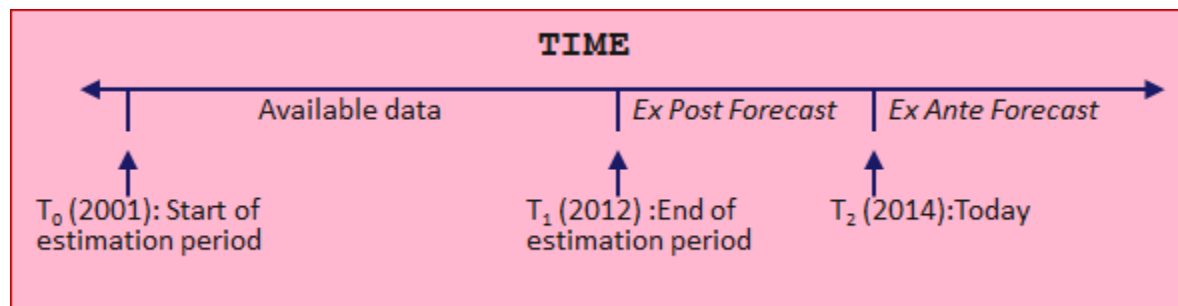 TIME
Available data
Ex Post Forecast
Ex Ante Forecast
T₀ (2001): Start of
estimation period
T₁ (2012) :End of
estimation period
T₂ (2014):Today